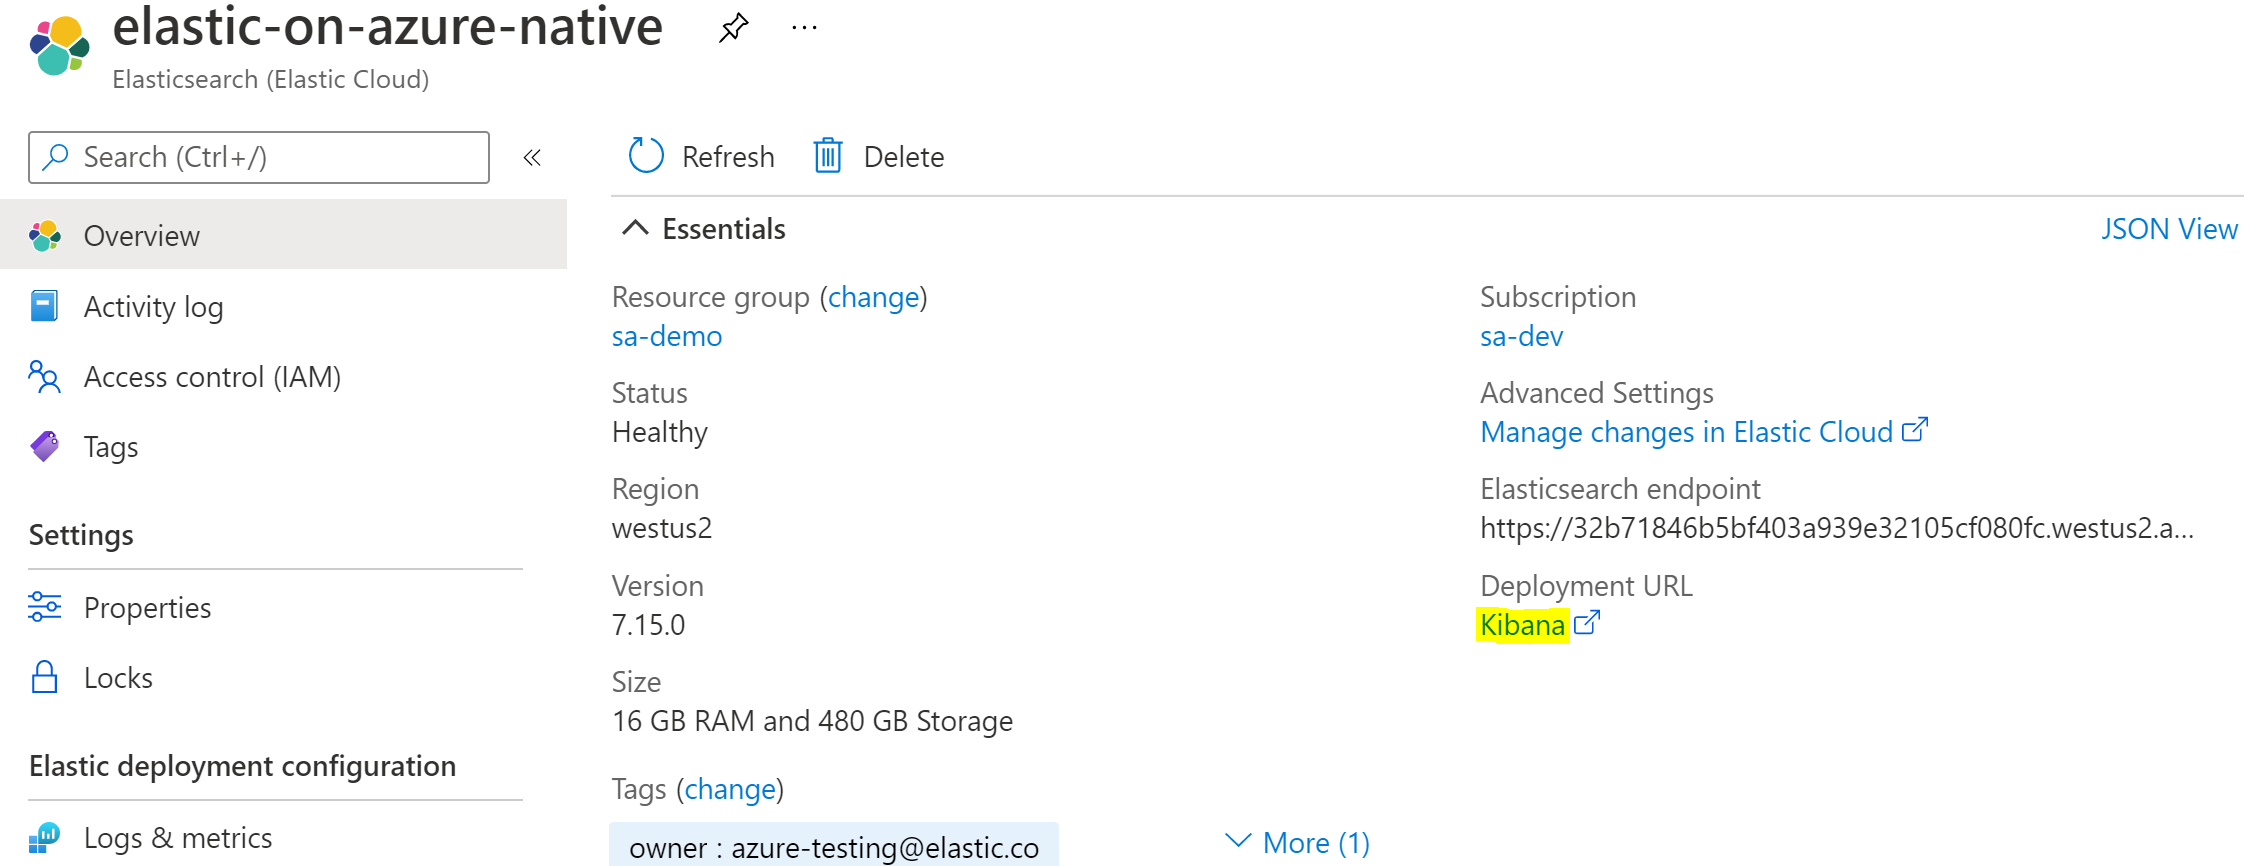 elastic-on-azure-native
Elasticsearch (Elastic Cloud)
Search (Ctrl+/)
Overview
Activity log
Access control (IAM)
Tags
Settings
Properties
Locks
Elastic deployment configuration
Logs & metrics
Refresh
Delete
Essentials
JSON View
Resource group (change)
sa-demo
Status
Healthy
Region
westus2
Version
7.15.0
Size
16 GB RAM and 480 GB Storage
Subscription
sa-dev
Advanced Settings
Manage changes in Elastic Cloud
Elasticsearch endpoint
https://32b71846b5bf403a939e32105cf080fc.westus2.a...
Deployment URL
Kibana
Tags (change)
owner : azure-testing@elastic.co
More (1)